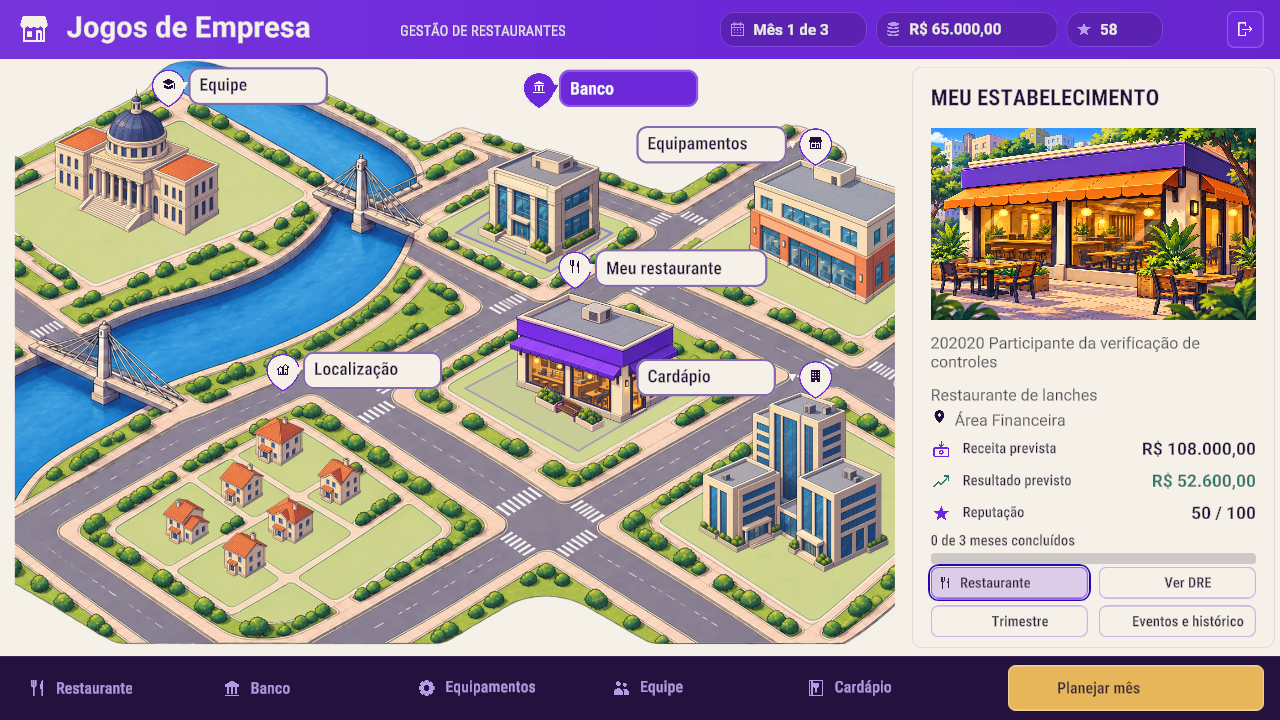 Jogos de Empresa
GESTÃO DE RESTAURANTES
Mês 1 de 3
R$ 65.000,00
58
Equipe
Banco
Equipamentos
Meu restaurante
Localização
Cardápio
MEU ESTABELECIMENTO
202020 Participante da verificação de
controles
Restaurante de lanches
Área Financeira
Receita prevista R$ 108.000,00
Resultado previsto R$ 52.600,00
Reputação 50 / 100
0 de 3 meses concluídos
Restaurante
Ver DRE
Trimestre
Eventos e histórico
Restaurante
Banco
Equipamentos
Equipe
Cardápio
Planejar mês